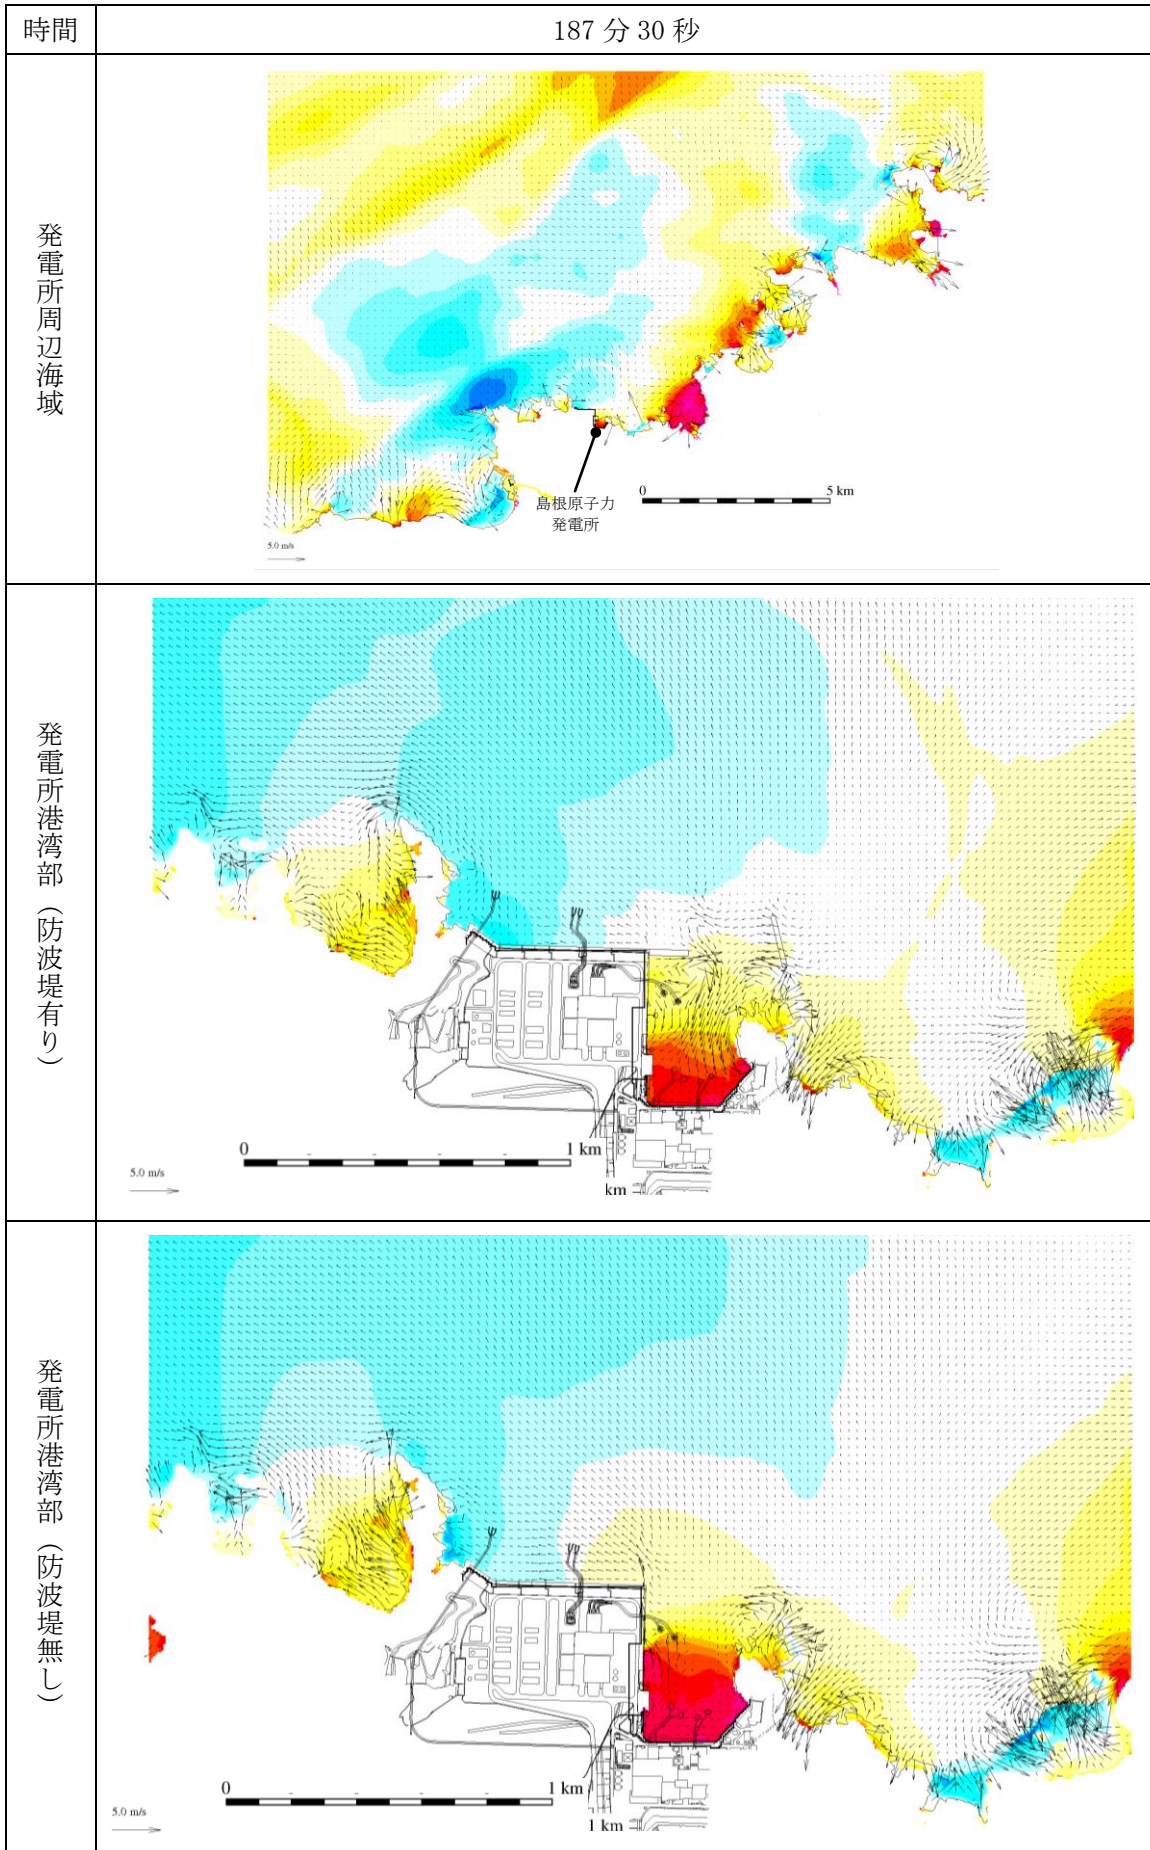 時間
187 分 30 秒
発電所周辺海域
島根原子力
発電所
0
5 km
5.0 m/s
発電所港湾部（防波堤有り）
0
1 km
5.0 m/s
km
発電所港湾部（防波堤無し）
0
1 km
5.0 m/s
1 km